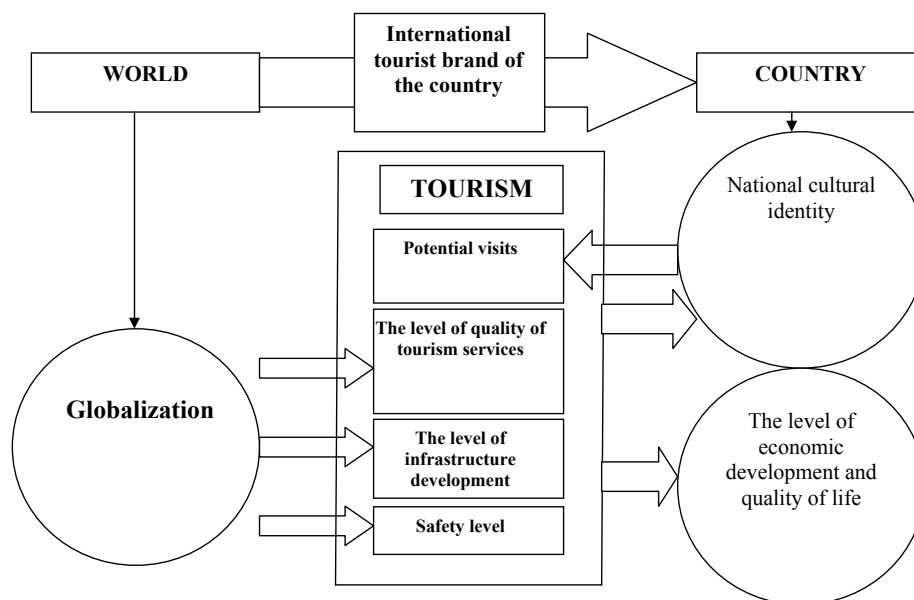 International
tourist brand of
the country
WORLD
COUNTRY
TOURISM
National cultural
identity
Potential visits
The level of quality of
tourism services
Globalization
The level of
infrastructure
development
The level of
economic
development and
quality of life
Safety level